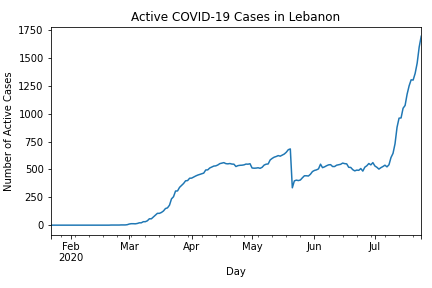 Active COVID-19 Cases in Lebanon
1750
1500
1250
1000
750
500
250
0
Number of Active Cases
Feb Mar Apr May Jun Jul
2020
Day